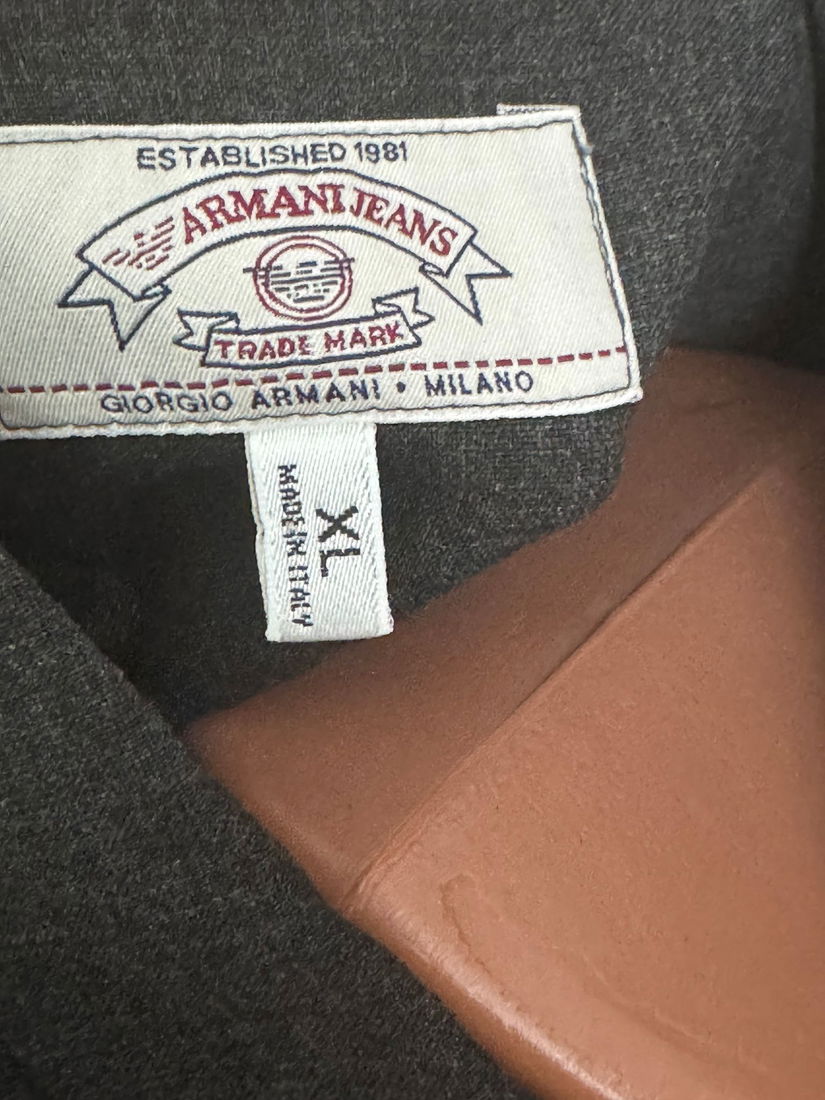 ESTABLISHED 1981
ARMANI JEANS
TRADE MARK
GIORGIO ARMANI • MILANO
XL
MADE IN ITALY